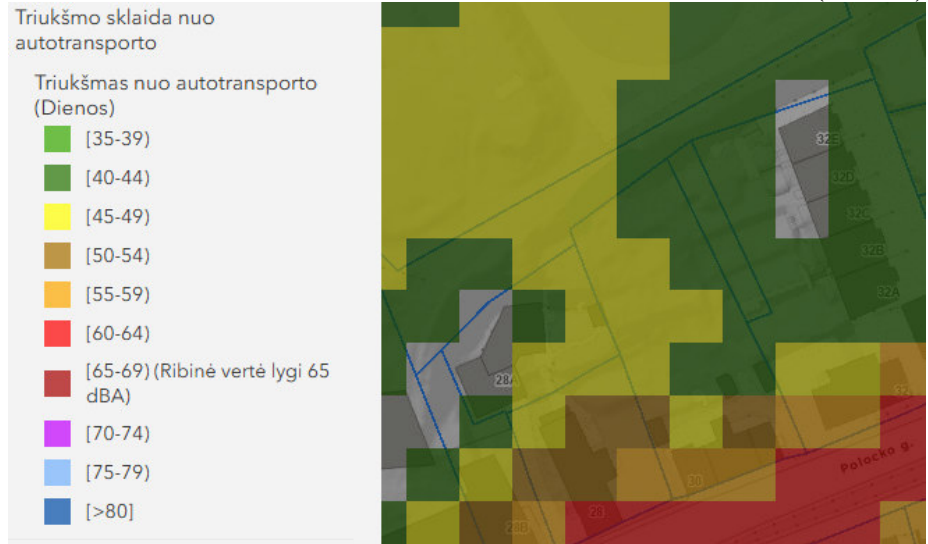 Triukšmo sklaida nuo
autotransporto
Triukšmas nuo autotransporto
(Dienos)
[35-39)
[40-44)
[45-49)
[50-54)
[55-59)
[60-64)
[65-69) (Ribinė vertė lygi 65
dBA)
[70-74)
[75-79)
[>80]
32E
32D
32C
32B
32A
28A
32
Polocko g.
30
28
28B